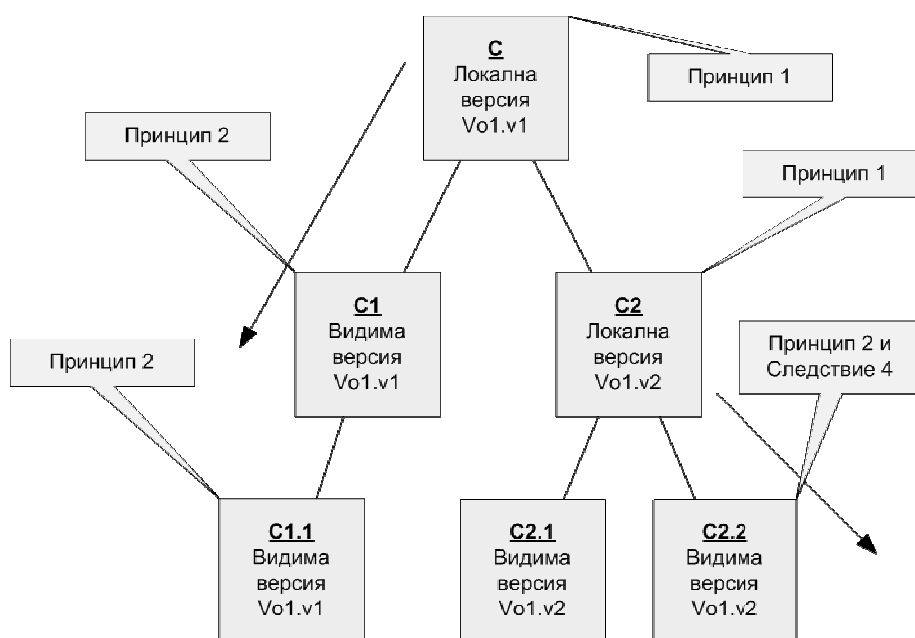 C
Локална
версия
Vo1.v1
Принцип 1
Принцип 2
Принцип 1
C1
Видима
версия
Vo1.v1
C2
Локална
версия
Vo1.v2
Принцип 2
Принцип 2 и
Следствие 4
C1.1
Видима
версия
Vo1.v1
C2.1
Видима
версия
Vo1.v2
C2.2
Видима
версия
Vo1.v2